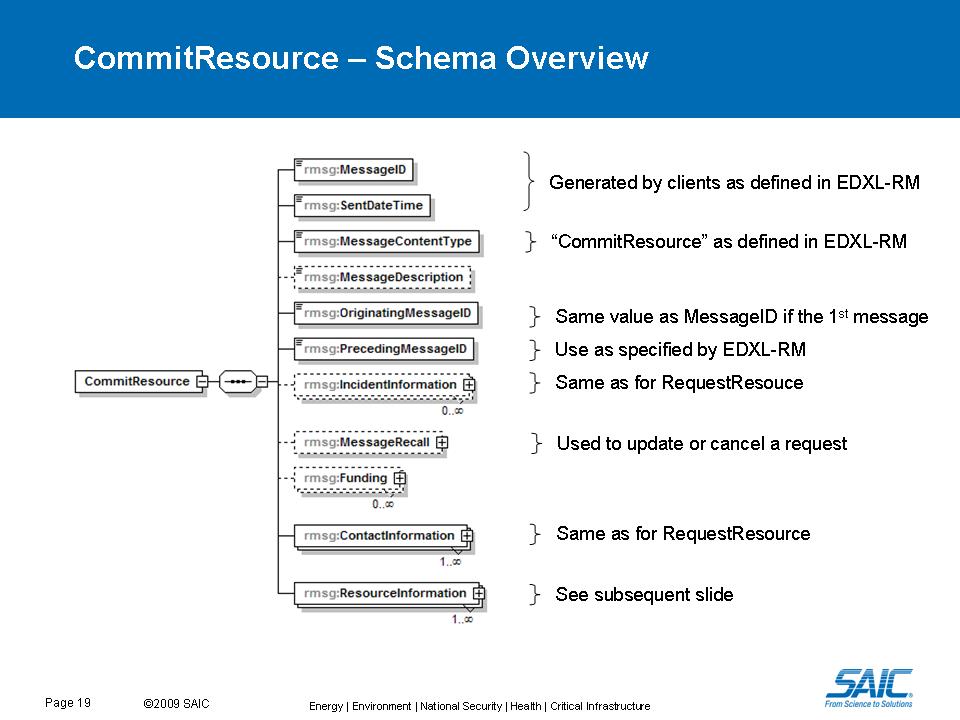 CommitResource – Schema Overview
rmsg:MessageID
Generated by clients as defined in EDXL-RM
rmsg:SentDateTime
rmsg:MessageContentType
“CommitResource” as defined in EDXL-RM
rmsg:MessageDescription
rmsg:OriginatingMessageID
Same value as MessageID if the 1st message
rmsg:PrecedingMessageID
Use as specified by EDXL-RM
CommitResource
rmsg:IncidentInformation
Same as for RequestResouce
0..∞
rmsg:MessageRecall
Used to update or cancel a request
rmsg:Funding
0..∞
rmsg:ContactInformation
Same as for RequestResource
1..∞
rmsg:ResourceInformation
See subsequent slide
1..∞
Page 19
©2009 SAIC
Energy | Environment | National Security | Health | Critical Infrastructure
SAIC
From Science to Solutions